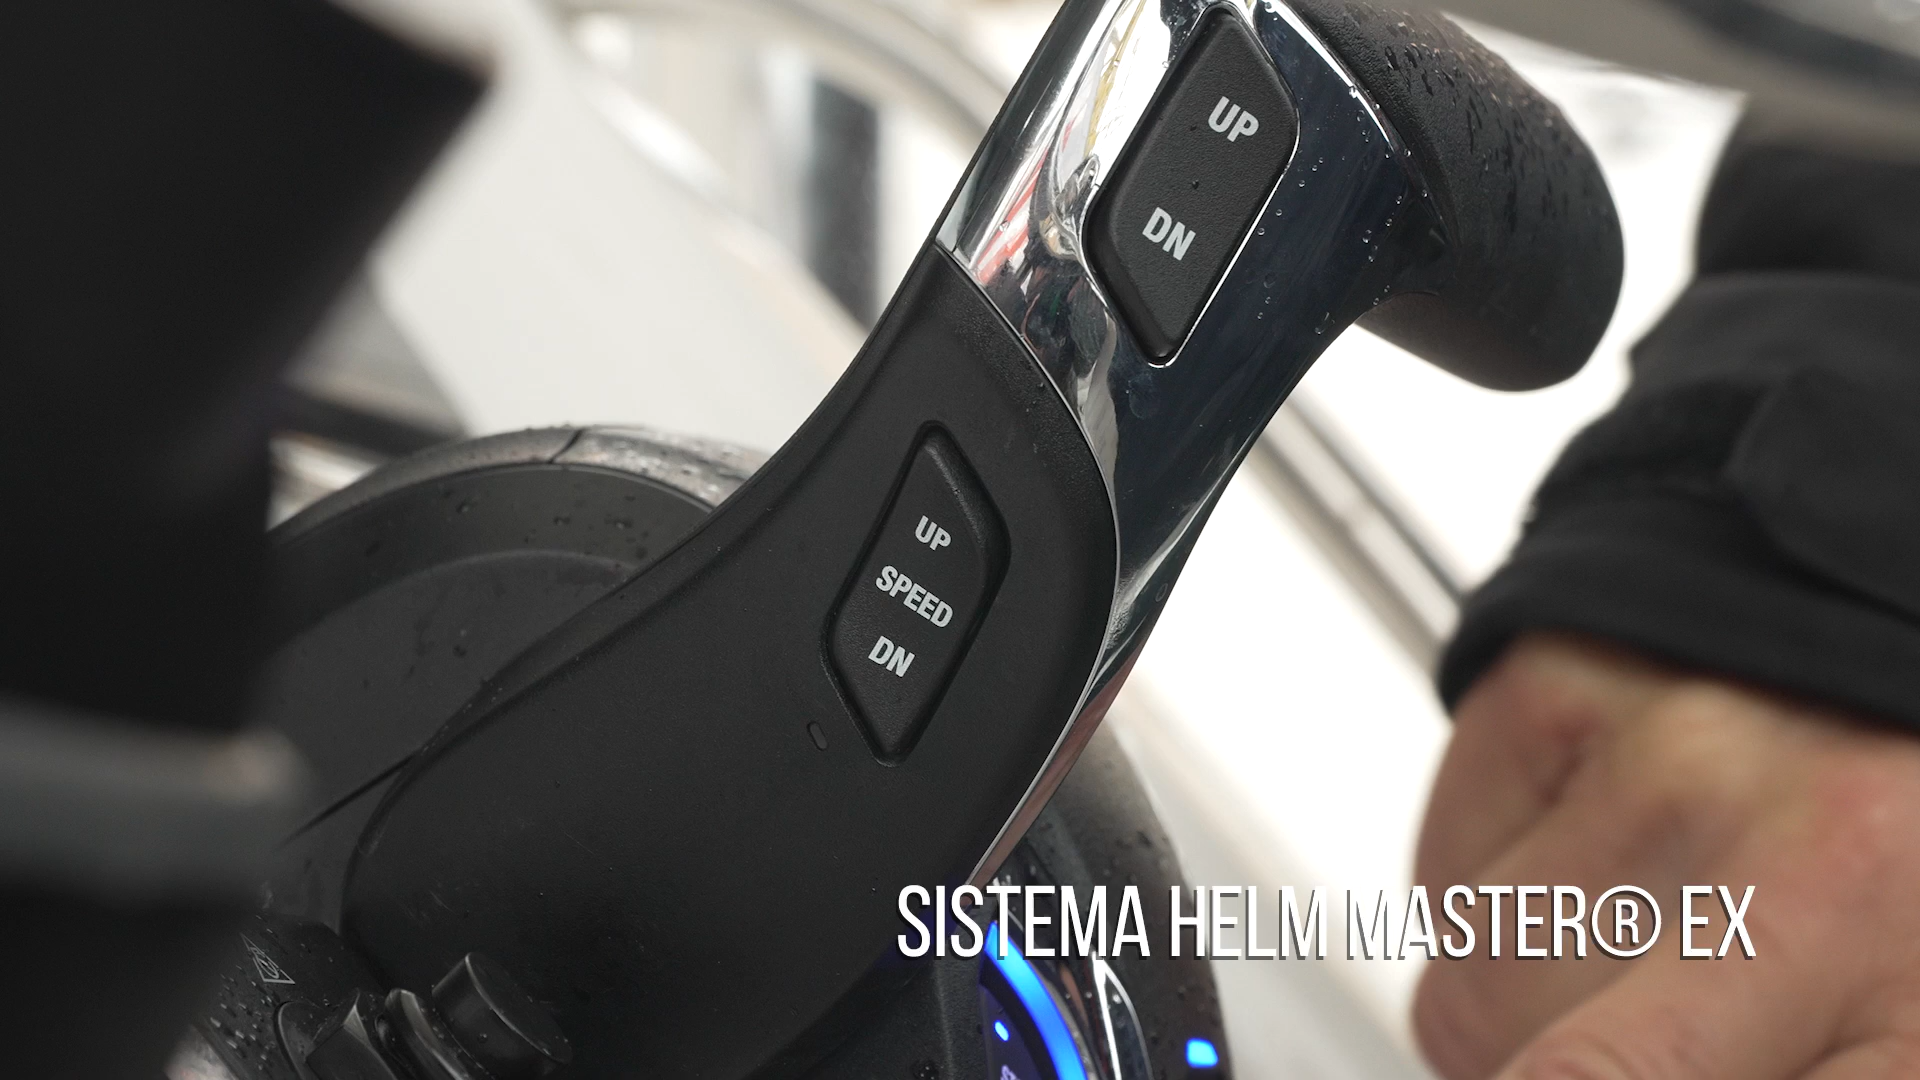 UP
DN
UP
SPEED
DN
SISTEMA HELM MASTER® EX